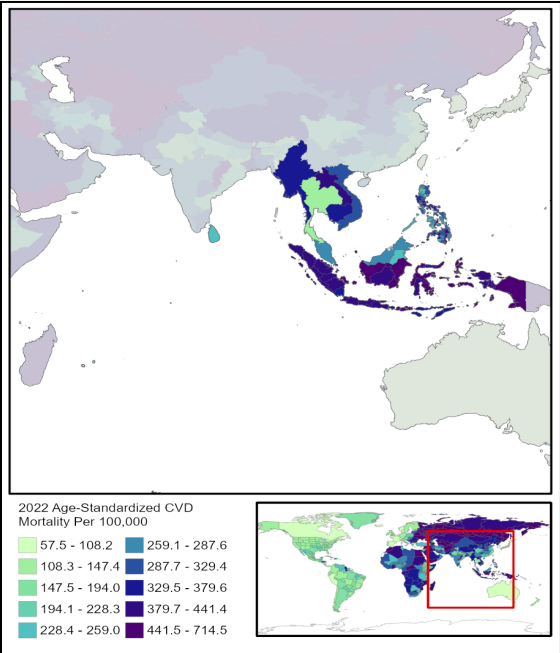 2022 Age-Standardized CVD
Mortality Per 100,000
57.5 - 108.2
108.3 - 147.4
147.5 - 194.0
194.1 - 228.3
228.4 - 259.0
259.1 - 287.6
287.7 - 329.4
329.5 - 379.6
379.7 - 441.4
441.5 - 714.5